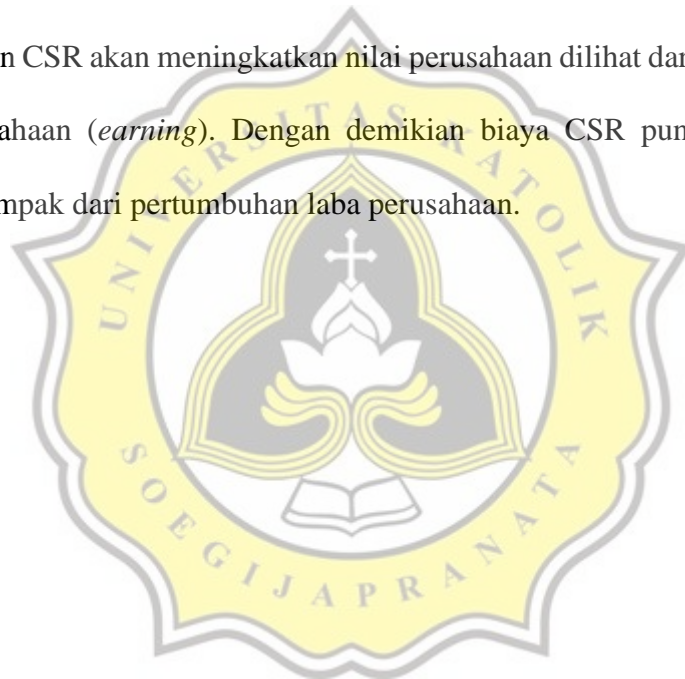 n CSR akan meningkatkan nilai perusahaan dilihat dar
ahaan (earning). Dengan demikian biaya CSR pun
mpak dari pertumbuhan laba perusahaan.
UNIVERSITAS KATOLIK
SOEGIJAPRANATA